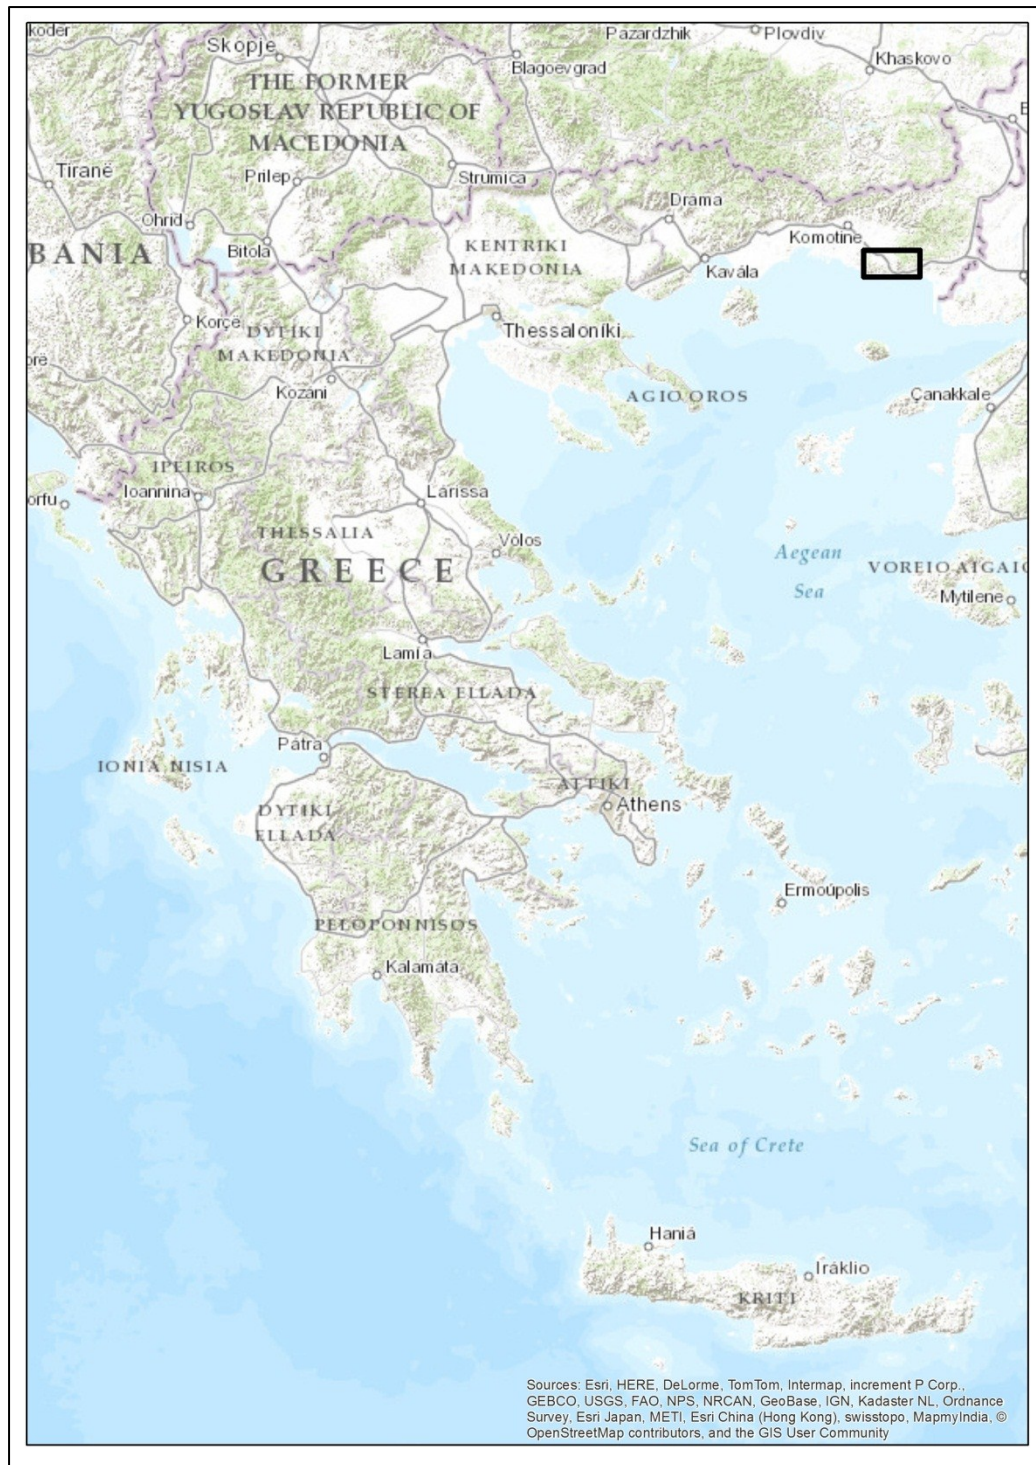 koder
Skopje
Pazardzhik
Plovdiv
Blagoevgrad
Khaskovo
THE FORMER
YUGOSLAV REPUBLIC OF
MACEDONIA
E
Tiranë
Prilep
Strumica
Drama
Ohrid
Bitola
KENTRIKI
MAKEDONIA
Komotine
BANIA
Kavála
Korçë
Thessaloníki
DYTIKI
MAKEDONIA
Kozáni
AGIO OROS
Çanakkale
IPEIROS
Ioannina
orfu
Lárissa
THESSALIA
Vólos
Aegean
Sea
GREECE
VOREIO AIGAIO
Mytilene
Lamía
STEREA ELLADA
Pátra
IONIA NISIA
ATTIKI
Athens
DYTIKI
ELLADA
Ermoúpolis
PELOPONNISOS
Kalamáta
Sea of Crete
Haniá
Iráklio
KRITI
Sources: Esri, HERE, DeLorme, TomTom, Intermap, increment P Corp.,
GEBCO, USGS, FAO, NPS, NRCAN, GeoBase, IGN, Kadaster NL, Ordnance
Survey, Esri Japan, METI, Esri China (Hong Kong), swisstopo, MapmyIndia, ©
OpenStreetMap contributors, and the GIS User Community